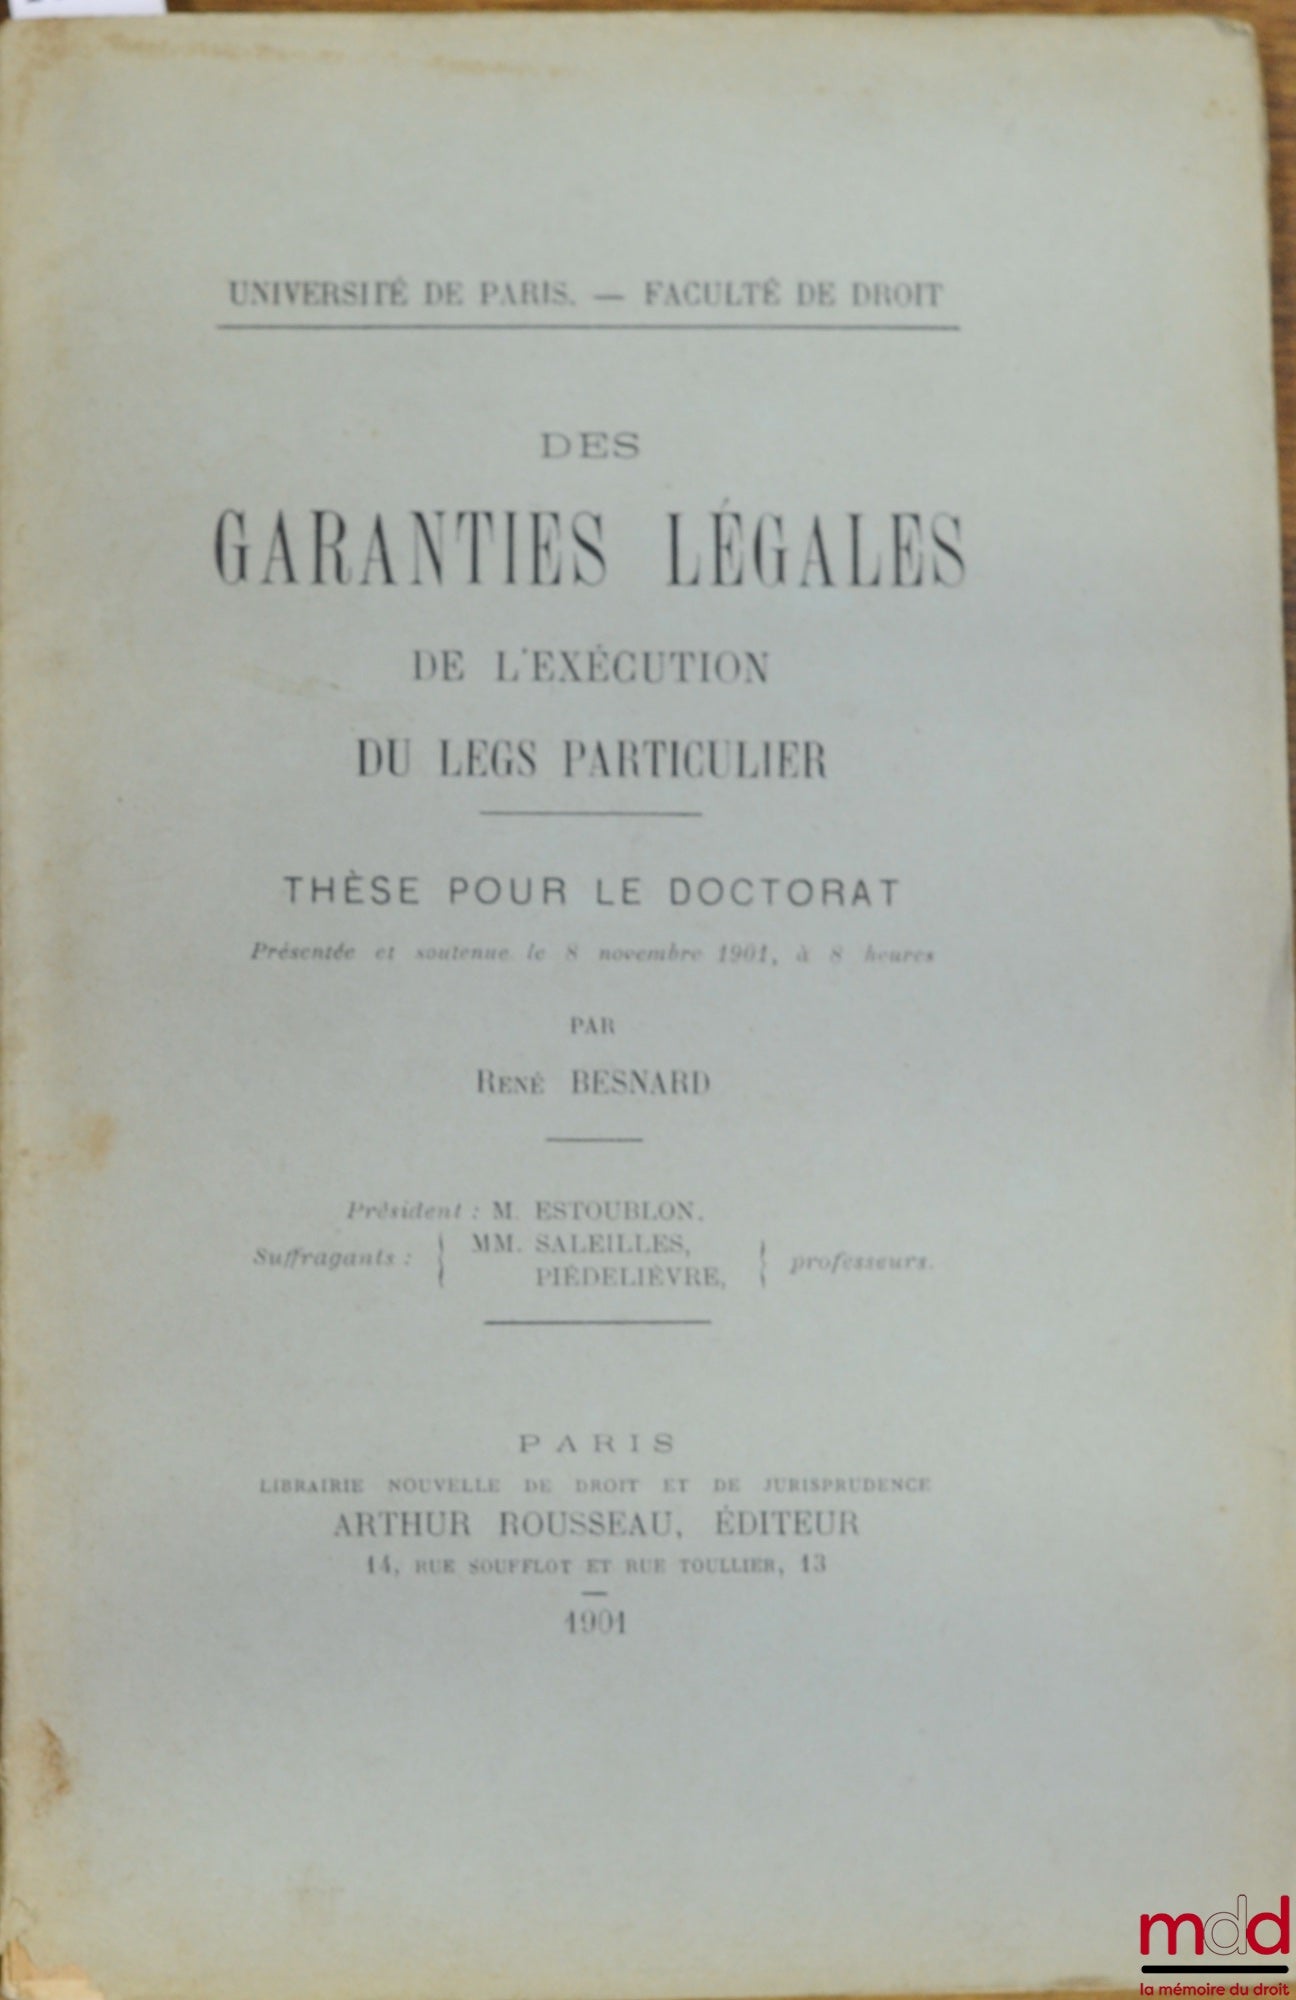 UNIVERSITÉ DE PARIS. — FACULTÉ DE DROIT
DES
GARANTIES LÉGALES
DE L'EXÉCUTION
DU LEGS PARTICULIER
THÈSE POUR LE DOCTORAT
Présentée et soutenue le 8 novembre 1901, à 8 heures
PAR
RENÉ BESNARD
Président : M. ESTOUBLON.
Suffragants : { MM. SALEILLES,
PIÉDELIÈVRE, } professeurs.
PARIS
LIBRAIRIE NOUVELLE DE DROIT ET DE JURISPRUDENCE
ARTHUR ROUSSEAU, ÉDITEUR
14, RUE SOUFFLOT ET RUE TOULLIER, 13
1901
mdd
la mémoire du droit